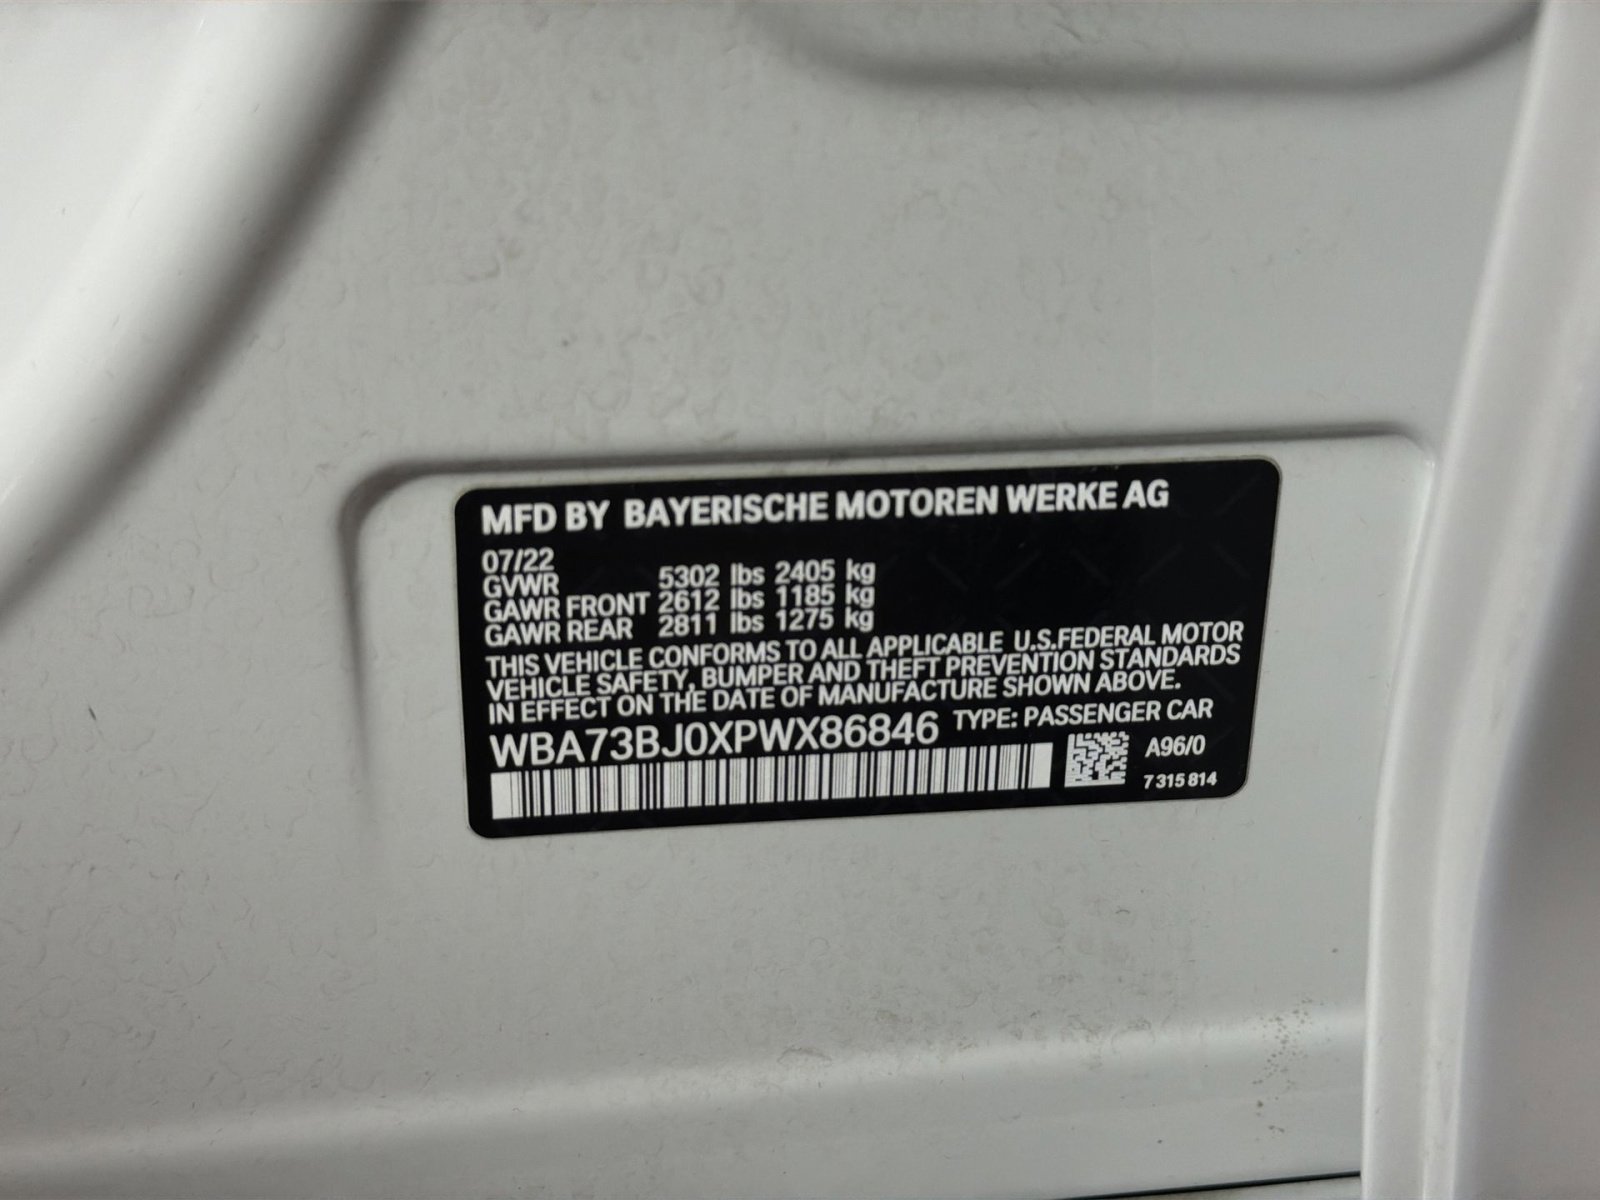 MFD BY BAYERISCHE MOTOREN WERKE AG
07/22
GVWR 5302 lbs 2405 kg
GAWR FRONT 2612 lbs 1185 kg
GAWR REAR 2811 lbs 1275 kg
THIS VEHICLE CONFORMS TO ALL APPLICABLE U.S.FEDERAL MOTOR
VEHICLE SAFETY, BUMPER AND THEFT PREVENTION STANDARDS
IN EFFECT ON THE DATE OF MANUFACTURE SHOWN ABOVE.
WBA73BJ0XPWX86846 TYPE: PASSENGER CAR
A96/0
7 315 814